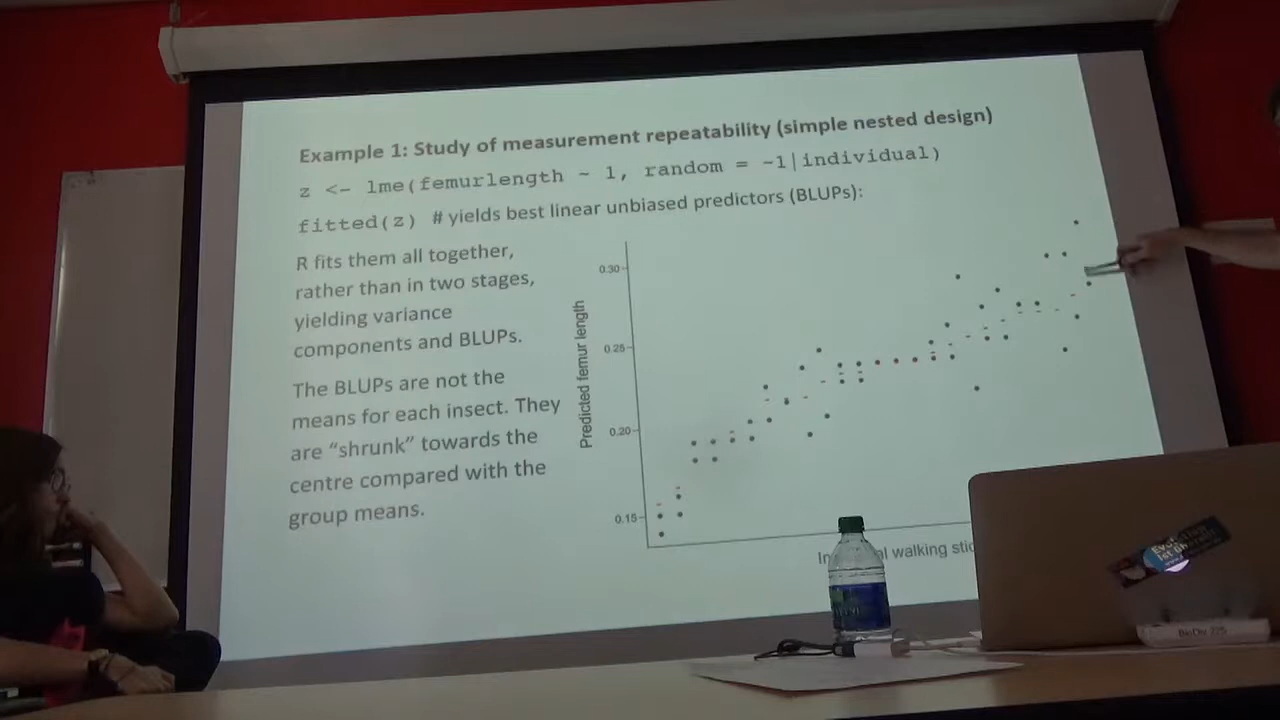 Example 1: Study of measurement repeatability (simple nested design)
z <- lme(femurlength ~ 1, random = ~1|individual)
fitted(z) # yields best linear unbiased predictors (BLUPs):
R fits them all together,
rather than in two stages,
yielding variance
components and BLUPs.
The BLUPs are not the
means for each insect. They
are “shrunk” towards the
centre compared with the
group means.
Predicted femur length
0.30
0.25
0.20
0.15
walking
BioDiv 225